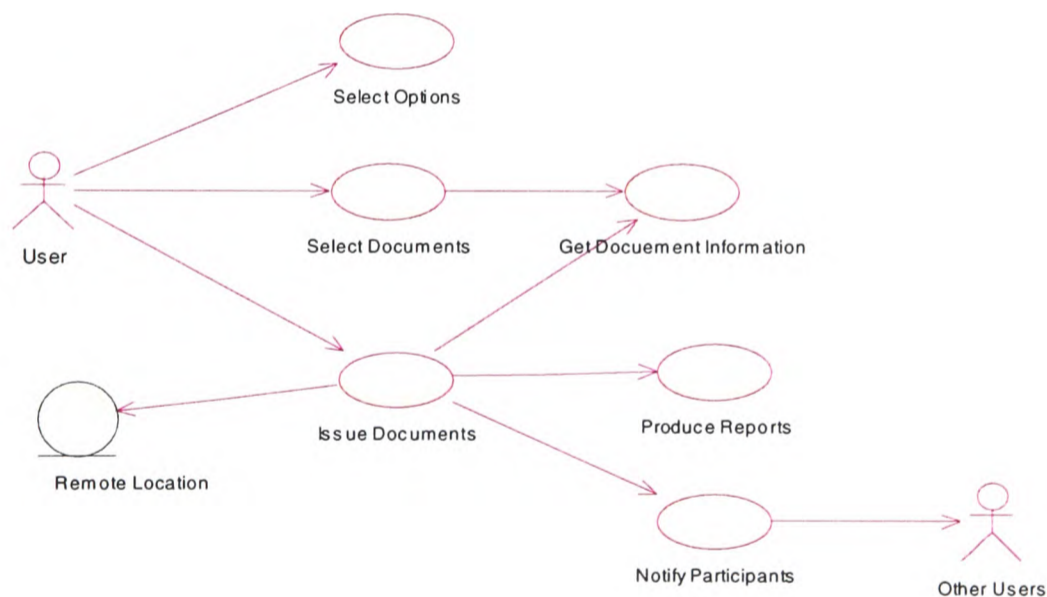 Select Options
User
Select Documents
Get Docuement Information
Issue Documents
Remote Location
Produce Reports
Notify Participants
Other Users